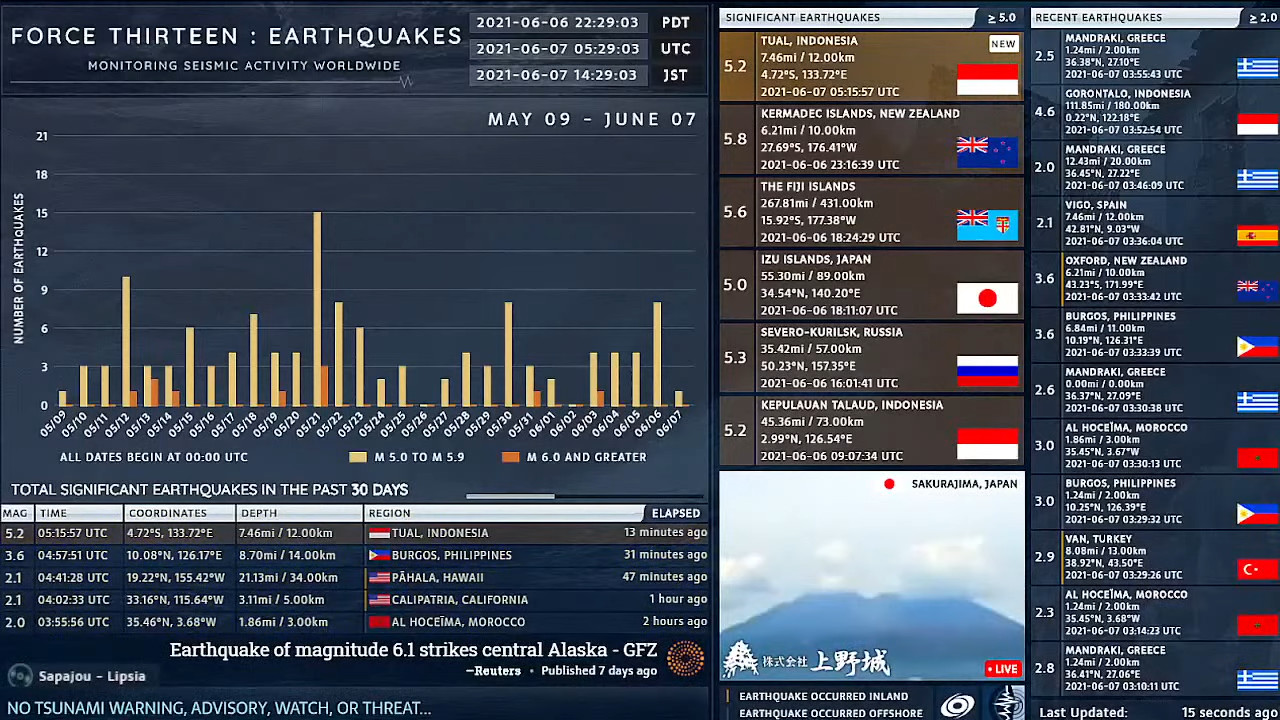 FORCE THIRTEEN : EARTHQUAKES
MONITORING SEISMIC ACTIVITY WORLDWIDE
2021-06-06 22:29:03 PDT
2021-06-07 05:29:03 UTC
2021-06-07 14:29:03 JST
MAY 09 - JUNE 07
NUMBER OF EARTHQUAKES
21
18
15
12
9
6
3
0
05/09 05/10 05/11 05/12 05/13 05/14 05/15 05/16 05/17 05/18 05/19 05/20 05/21 05/22 05/23 05/24 05/25 05/26 05/27 05/28 05/29 05/30 05/31 06/01 06/02 06/03 06/04 06/05 06/06 06/07
ALL DATES BEGIN AT 00:00 UTC
M 5.0 TO M 5.9
M 6.0 AND GREATER
TOTAL SIGNIFICANT EARTHQUAKES IN THE PAST 30 DAYS
MAG TIME COORDINATES DEPTH REGION ELAPSED
5.2 05:15:57 UTC 4.72°S, 133.72°E 7.46mi / 12.00km TUAL, INDONESIA 13 minutes ago
3.6 04:57:51 UTC 10.08°N, 126.17°E 8.70mi / 14.00km BURGOS, PHILIPPINES 31 minutes ago
2.1 04:41:28 UTC 19.22°N, 155.42°W 21.13mi / 34.00km PĀHALA, HAWAII 47 minutes ago
2.1 04:02:33 UTC 33.16°N, 115.64°W 3.11mi / 5.00km CALIPATRIA, CALIFORNIA 1 hour ago
2.0 03:55:56 UTC 35.46°N, 3.68°W 1.86mi / 3.00km AL HOCEÏMA, MOROCCO 2 hours ago
Earthquake of magnitude 6.1 strikes central Alaska - GFZ
–Reuters • Published 7 days ago
Sapajou – Lipsia
NO TSUNAMI WARNING, ADVISORY, WATCH, OR THREAT...
SIGNIFICANT EARTHQUAKES ≥ 5.0
TUAL, INDONESIA NEW
5.2
7.46mi / 12.00km
4.72°S, 133.72°E
2021-06-07 05:15:57 UTC
KERMADEC ISLANDS, NEW ZEALAND
5.8
6.21mi / 10.00km
27.69°S, 176.41°W
2021-06-06 23:16:39 UTC
THE FIJI ISLANDS
5.6
267.81mi / 431.00km
15.92°S, 177.38°W
2021-06-06 18:24:29 UTC
IZU ISLANDS, JAPAN
5.0
55.30mi / 89.00km
34.54°N, 140.20°E
2021-06-06 18:11:07 UTC
SEVERO-KURILSK, RUSSIA
5.3
35.42mi / 57.00km
50.23°N, 157.35°E
2021-06-06 16:01:41 UTC
KEPULAUAN TALAUD, INDONESIA
5.2
45.36mi / 73.00km
2.99°N, 126.54°E
2021-06-06 09:07:34 UTC
SAKURAJIMA, JAPAN
株式会社 上野城
LIVE
EARTHQUAKE OCCURRED INLAND
EARTHQUAKE OCCURRED OFFSHORE
RECENT EARTHQUAKES ≥ 2.0
MANDRAKI, GREECE
2.5
1.24mi / 2.00km
36.38°N, 27.10°E
2021-06-07 03:55:43 UTC
GORONTALO, INDONESIA
4.6
111.85mi / 180.00km
0.22°N, 122.18°E
2021-06-07 03:52:54 UTC
MANDRAKI, GREECE
2.0
12.43mi / 20.00km
36.45°N, 27.22°E
2021-06-07 03:46:09 UTC
VIGO, SPAIN
2.1
7.46mi / 12.00km
42.81°N, 9.03°W
2021-06-07 03:36:04 UTC
OXFORD, NEW ZEALAND
3.6
6.21mi / 10.00km
43.23°S, 171.99°E
2021-06-07 03:33:42 UTC
BURGOS, PHILIPPINES
3.6
6.84mi / 11.00km
10.19°N, 126.31°E
2021-06-07 03:33:39 UTC
MANDRAKI, GREECE
2.6
0.00mi / 0.00km
36.37°N, 27.09°E
2021-06-07 03:30:38 UTC
AL HOCEÏMA, MOROCCO
3.0
1.86mi / 3.00km
35.45°N, 3.67°W
2021-06-07 03:30:13 UTC
BURGOS, PHILIPPINES
3.0
1.24mi / 2.00km
10.25°N, 126.39°E
2021-06-07 03:29:32 UTC
VAN, TURKEY
2.9
8.08mi / 13.00km
38.92°N, 43.50°E
2021-06-07 03:29:26 UTC
AL HOCEÏMA, MOROCCO
2.3
1.24mi / 2.00km
35.45°N, 3.68°W
2021-06-07 03:14:23 UTC
MANDRAKI, GREECE
2.8
1.24mi / 2.00km
36.41°N, 27.06°E
2021-06-07 03:10:11 UTC
Last Updated: 15 seconds ago